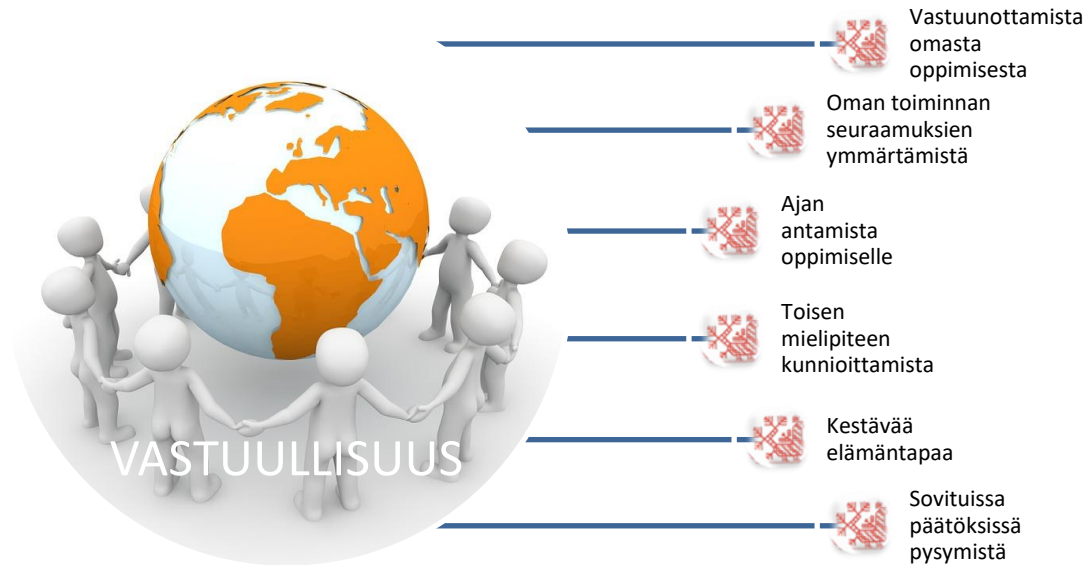 Vastuunottamista
omasta
oppimisesta
Oman toiminnan
seuraamuksien
ymmärtämistä
Ajan
antamista
oppimiselle
Toisen
mielipiteen
kunnioittamista
Kestävää
elämäntapaa
VASTUULLISUUS
Sovituissa
päätöksissä
pysymistä